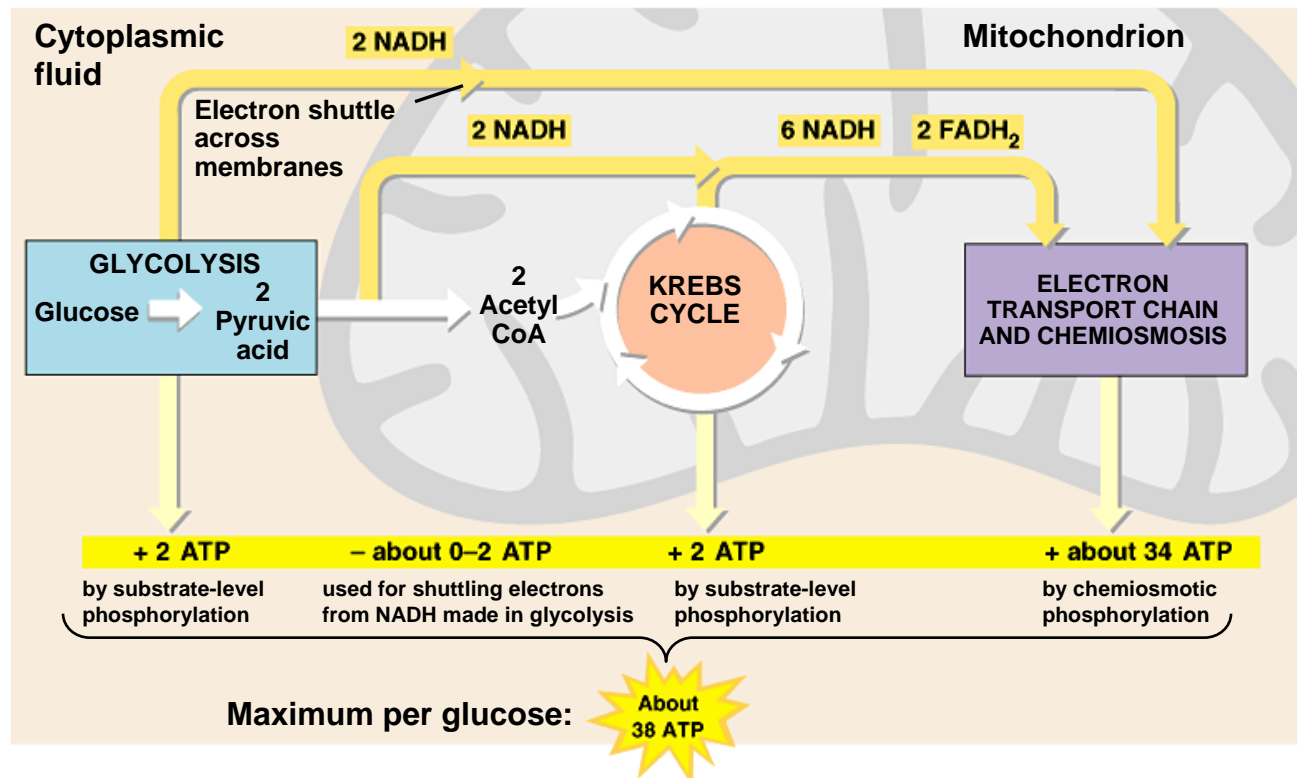 Cytoplasmic
fluid
2 NADH
Mitochondrion
Electron shuttle
across
membranes
2 NADH
6 NADH
2 FADH₂
GLYCOLYSIS
Glucose
2
Pyruvic
acid
2
Acetyl
CoA
KREBS
CYCLE
ELECTRON
TRANSPORT CHAIN
AND CHEMIOSMOSIS
+ 2 ATP
by substrate-level
phosphorylation
– about 0–2 ATP
used for shuttling electrons
from NADH made in glycolysis
+ 2 ATP
by substrate-level
phosphorylation
+ about 34 ATP
by chemiosmotic
phosphorylation
Maximum per glucose:
About
38 ATP